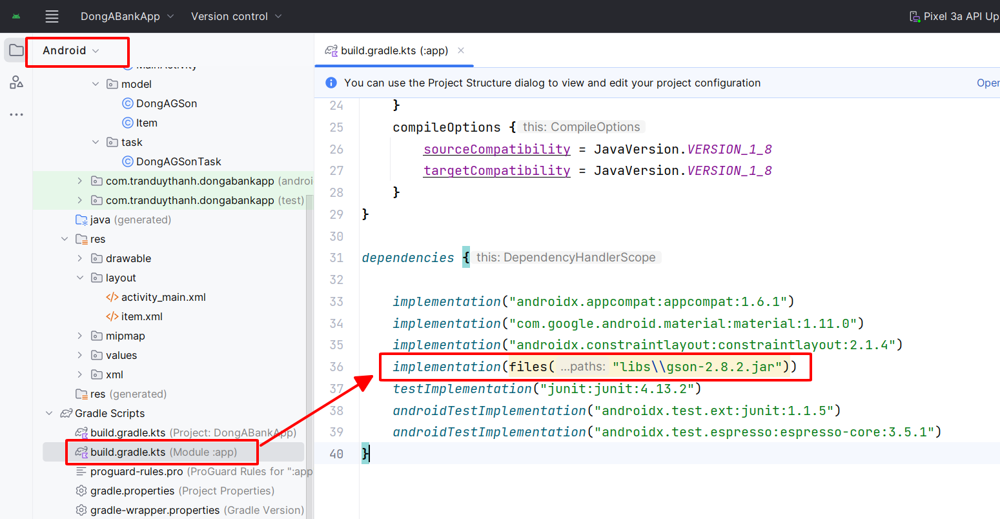 DongABankApp Version control Pixel 3a API Up
Android
MainActivity
model
DongAGSon
Item
task
DongAGSonTask
com.tranduythanh.dongabankapp (androi
com.tranduythanh.dongabankapp (test)
java (generated)
res
drawable
layout
activity_main.xml
item.xml
mipmap
values
xml
res (generated)
Gradle Scripts
build.gradle.kts (Project: DongABankApp)
build.gradle.kts (Module :app)
proguard-rules.pro (ProGuard Rules for ":app
gradle.properties (Project Properties)
gradle-wrapper.properties (Gradle Version)
build.gradle.kts (:app)
You can use the Project Structure dialog to view and edit your project configuration Open
24 }
25 compileOptions { this: CompileOptions
26 sourceCompatibility = JavaVersion.VERSION_1_8
27 targetCompatibility = JavaVersion.VERSION_1_8
28 }
29 }
30
31 dependencies { this: DependencyHandlerScope
32
33 implementation("androidx.appcompat:appcompat:1.6.1")
34 implementation("com.google.android.material:material:1.11.0")
35 implementation("androidx.constraintlayout:constraintlayout:2.1.4")
36 implementation(files( ...paths: "libs\\gson-2.8.2.jar"))
37 testImplementation("junit:junit:4.13.2")
38 androidTestImplementation("androidx.test.ext:junit:1.1.5")
39 androidTestImplementation("androidx.test.espresso:espresso-core:3.5.1")
40 }